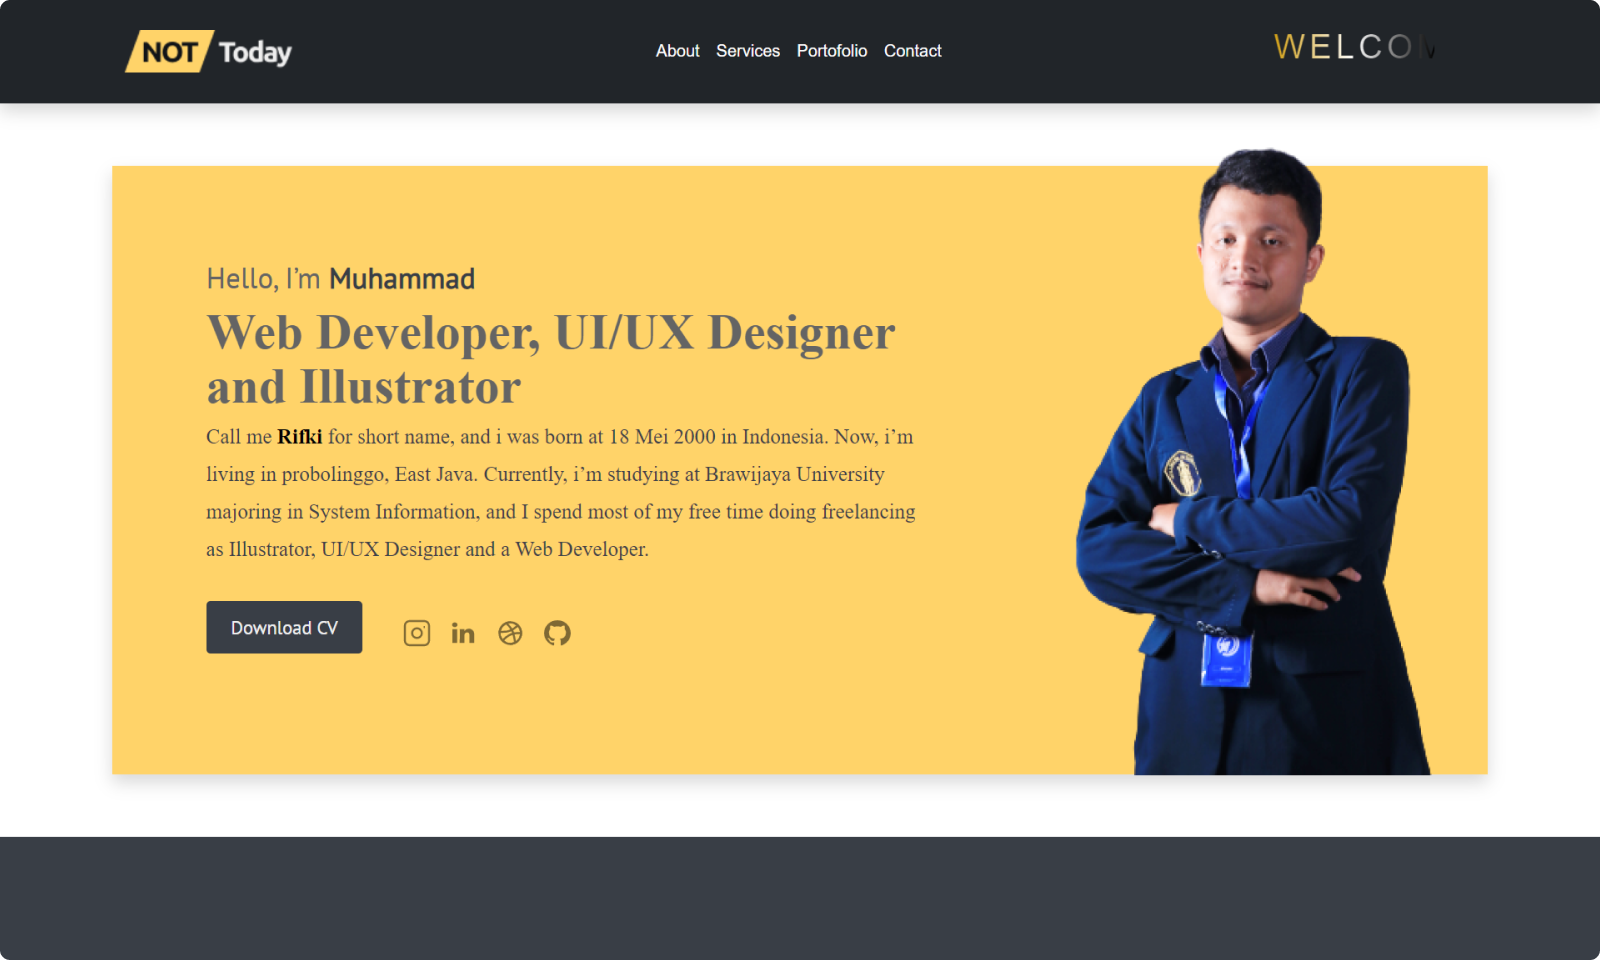 NOT Today
About Services Portofolio Contact
WELCO
Hello, I’m Muhammad
Web Developer, UI/UX Designer
and Illustrator
Call me Rifki for short name, and i was born at 18 Mei 2000 in Indonesia. Now, i’m
living in probolinggo, East Java. Currently, i’m studying at Brawijaya University
majoring in System Information, and I spend most of my free time doing freelancing
as Illustrator, UI/UX Designer and a Web Developer.
Download CV
in